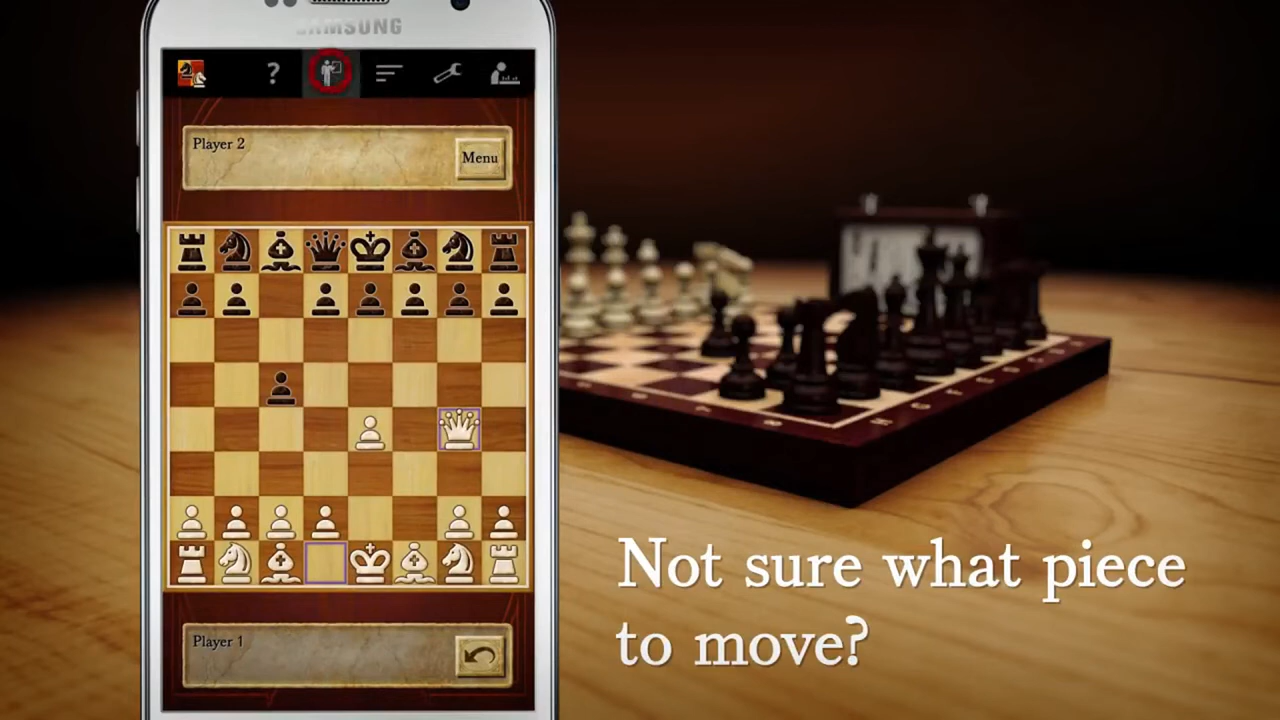 SAMSUNG
?
Player 2
Menu
Player 1
Not sure what piece
to move?